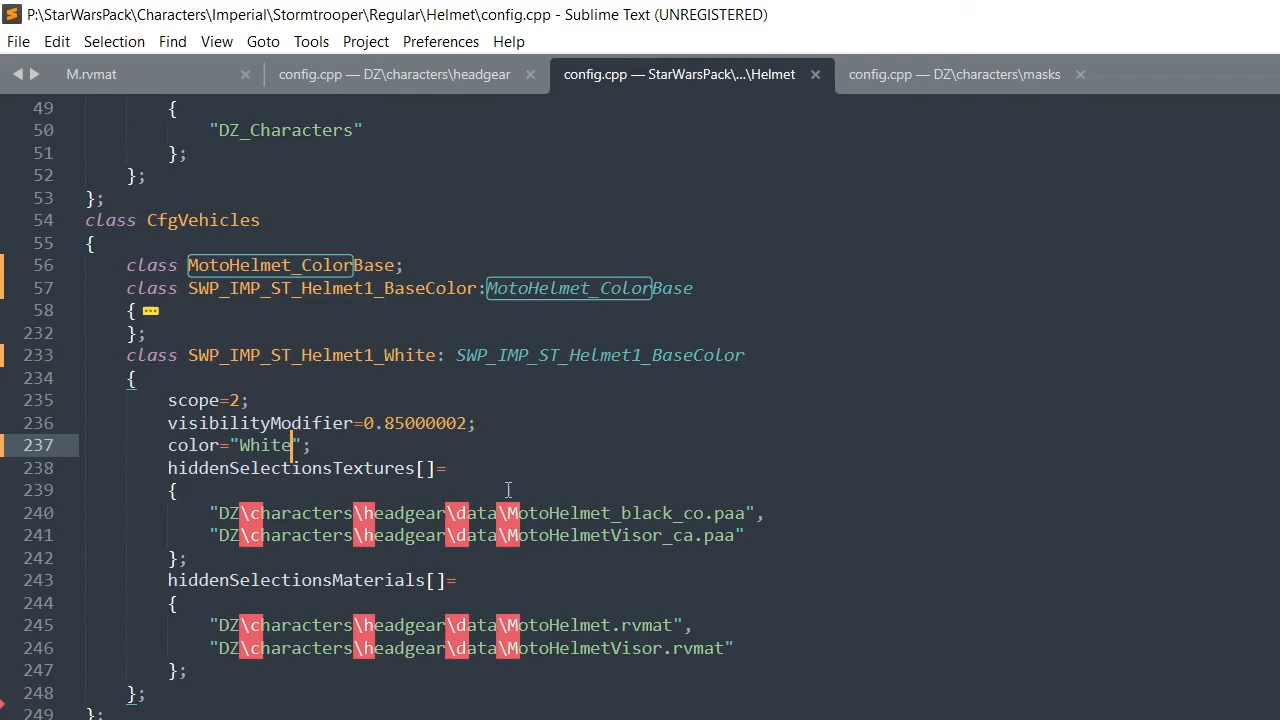 P:\StarWarsPack\Characters\Imperial\Stormtrooper\Regular\Helmet\config.cpp - Sublime Text (UNREGISTERED)
File Edit Selection Find View Goto Tools Project Preferences Help
M.rvmat × config.cpp — DZ\characters\headgear × config.cpp — StarWarsPack\...\Helmet × config.cpp — DZ\characters\masks ×
49 {
50 "DZ_Characters"
51 };
52 };
53 };
54 class CfgVehicles
55 {
56 class MotoHelmet_ColorBase;
57 class SWP_IMP_ST_Helmet1_BaseColor:MotoHelmet_ColorBase
58 {
232 };
233 class SWP_IMP_ST_Helmet1_White: SWP_IMP_ST_Helmet1_BaseColor
234 {
235 scope=2;
236 visibilityModifier=0.85000002;
237 color="White";
238 hiddenSelectionsTextures[]=
239 {
240 "DZ\characters\headgear\data\MotoHelmet_black_co.paa",
241 "DZ\characters\headgear\data\MotoHelmetVisor_ca.paa"
242 };
243 hiddenSelectionsMaterials[]=
244 {
245 "DZ\characters\headgear\data\MotoHelmet.rvmat",
246 "DZ\characters\headgear\data\MotoHelmetVisor.rvmat"
247 };
248 };
249 };